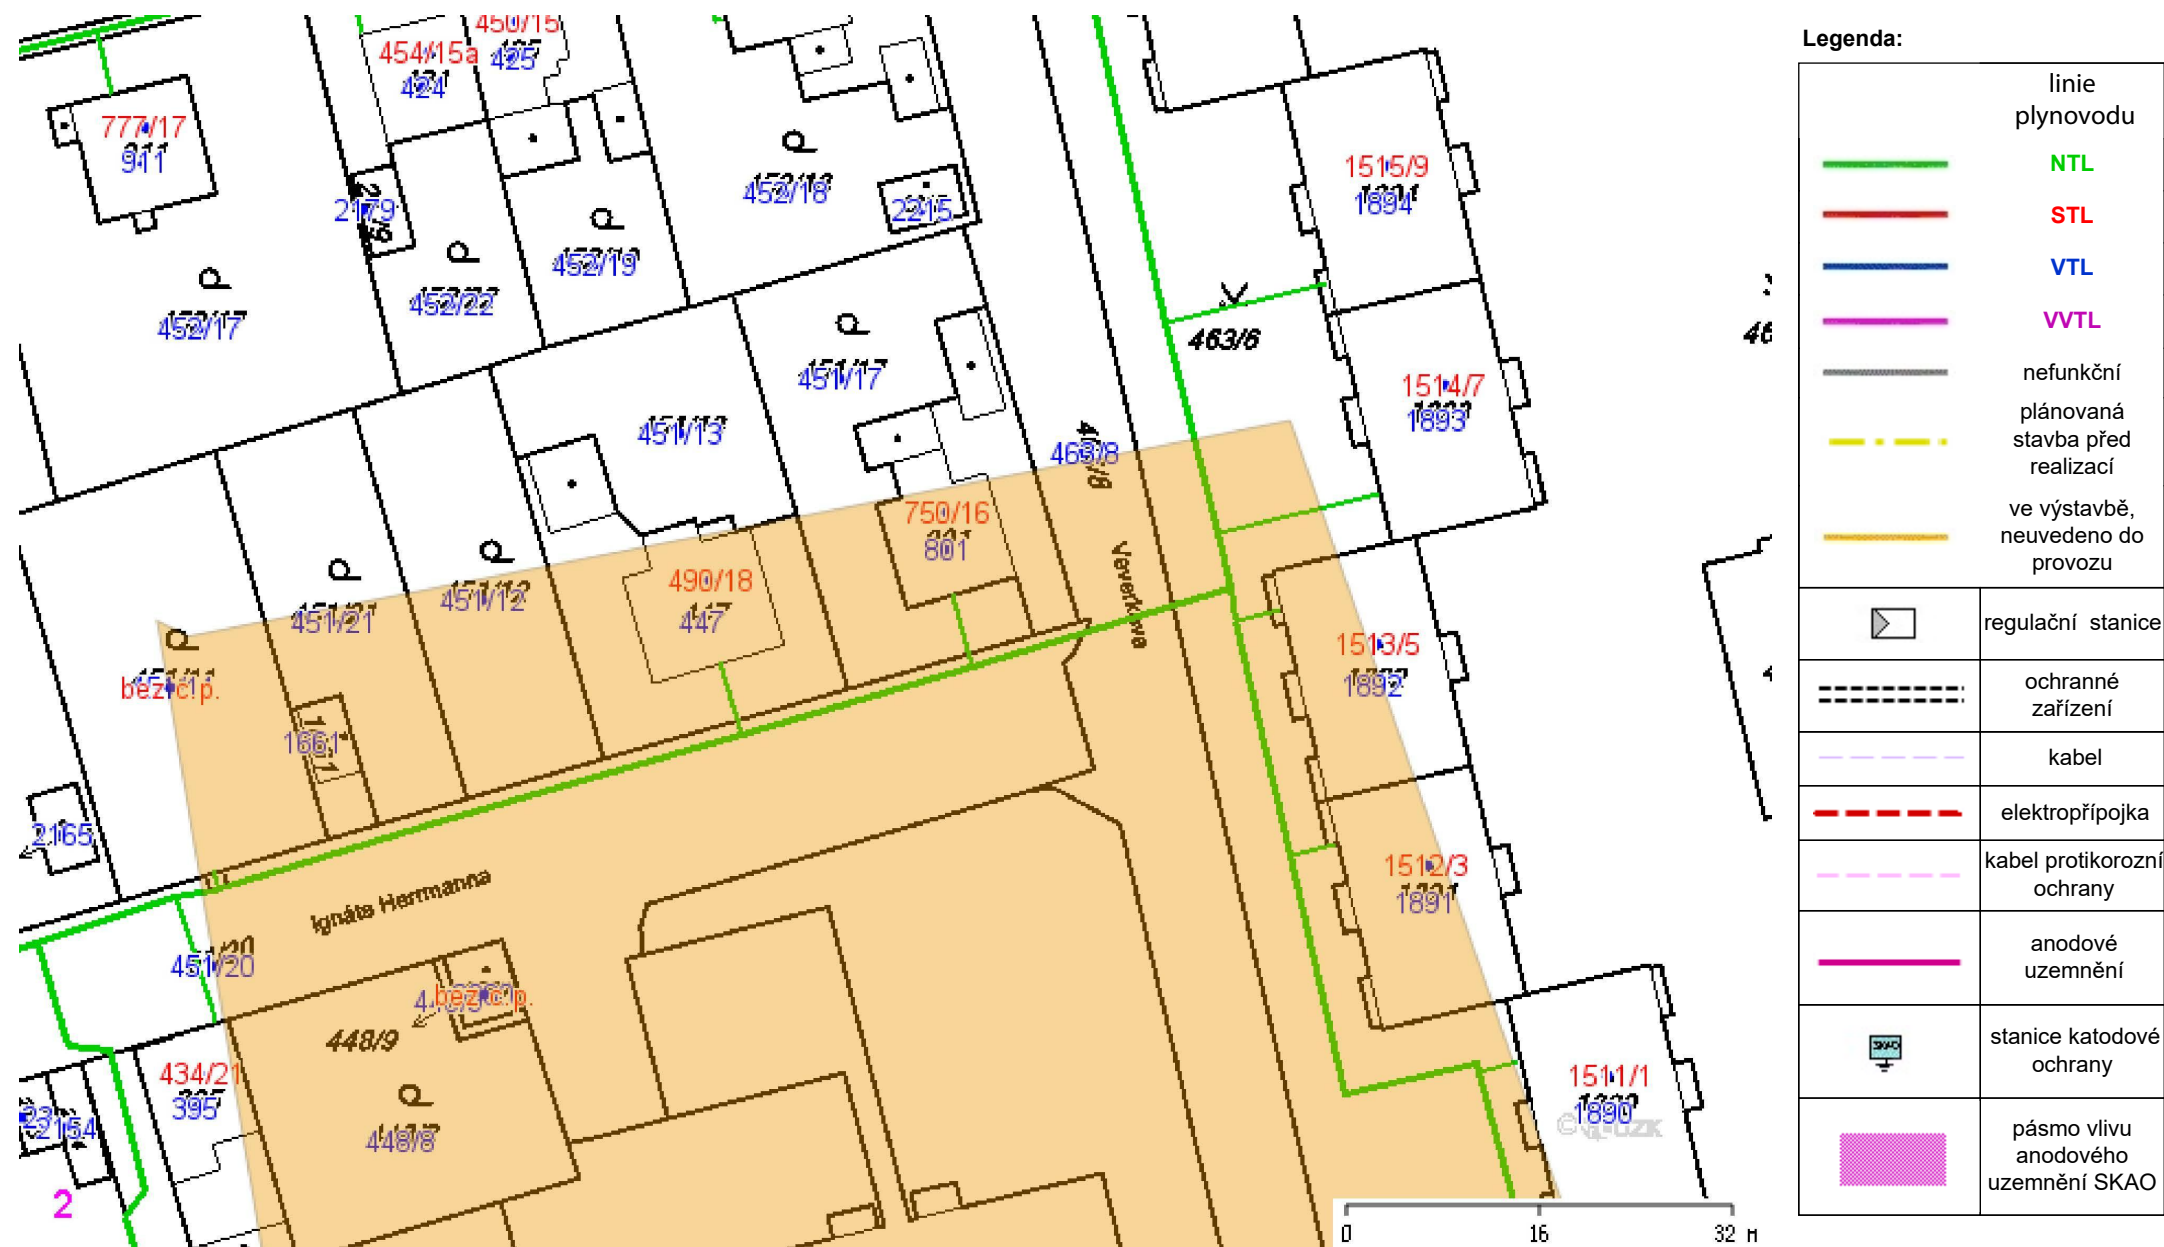 450/15
425
454/15a
424
777/17
911
2179
452/17
452/22
452/19
452/18
2215
1515/9
1894
463/6
46
1514/7
1893
451/17
451/13
463/8
750/16
801
490/18
447
451/12
451/21
bez č.p.
1661
2165
Veverkova
1513/5
1892
1512/3
1891
Ignáta Herrmanna
451/20
bez č.p.
448/9
434/21
395
448/8
2154
2
1511/1
1890
0 16 32 M
Legenda:
linie
plynovodu
NTL
STL
VTL
VVTL
nefunkční
plánovaná
stavba před
realizací
ve výstavbě,
neuvedeno do
provozu
regulační stanice
ochranné
zařízení
kabel
elektropřípojka
kabel protikorozní
ochrany
anodové
uzemnění
SKAO
stanice katodové
ochrany
pásmo vlivu
anodového
uzemnění SKAO